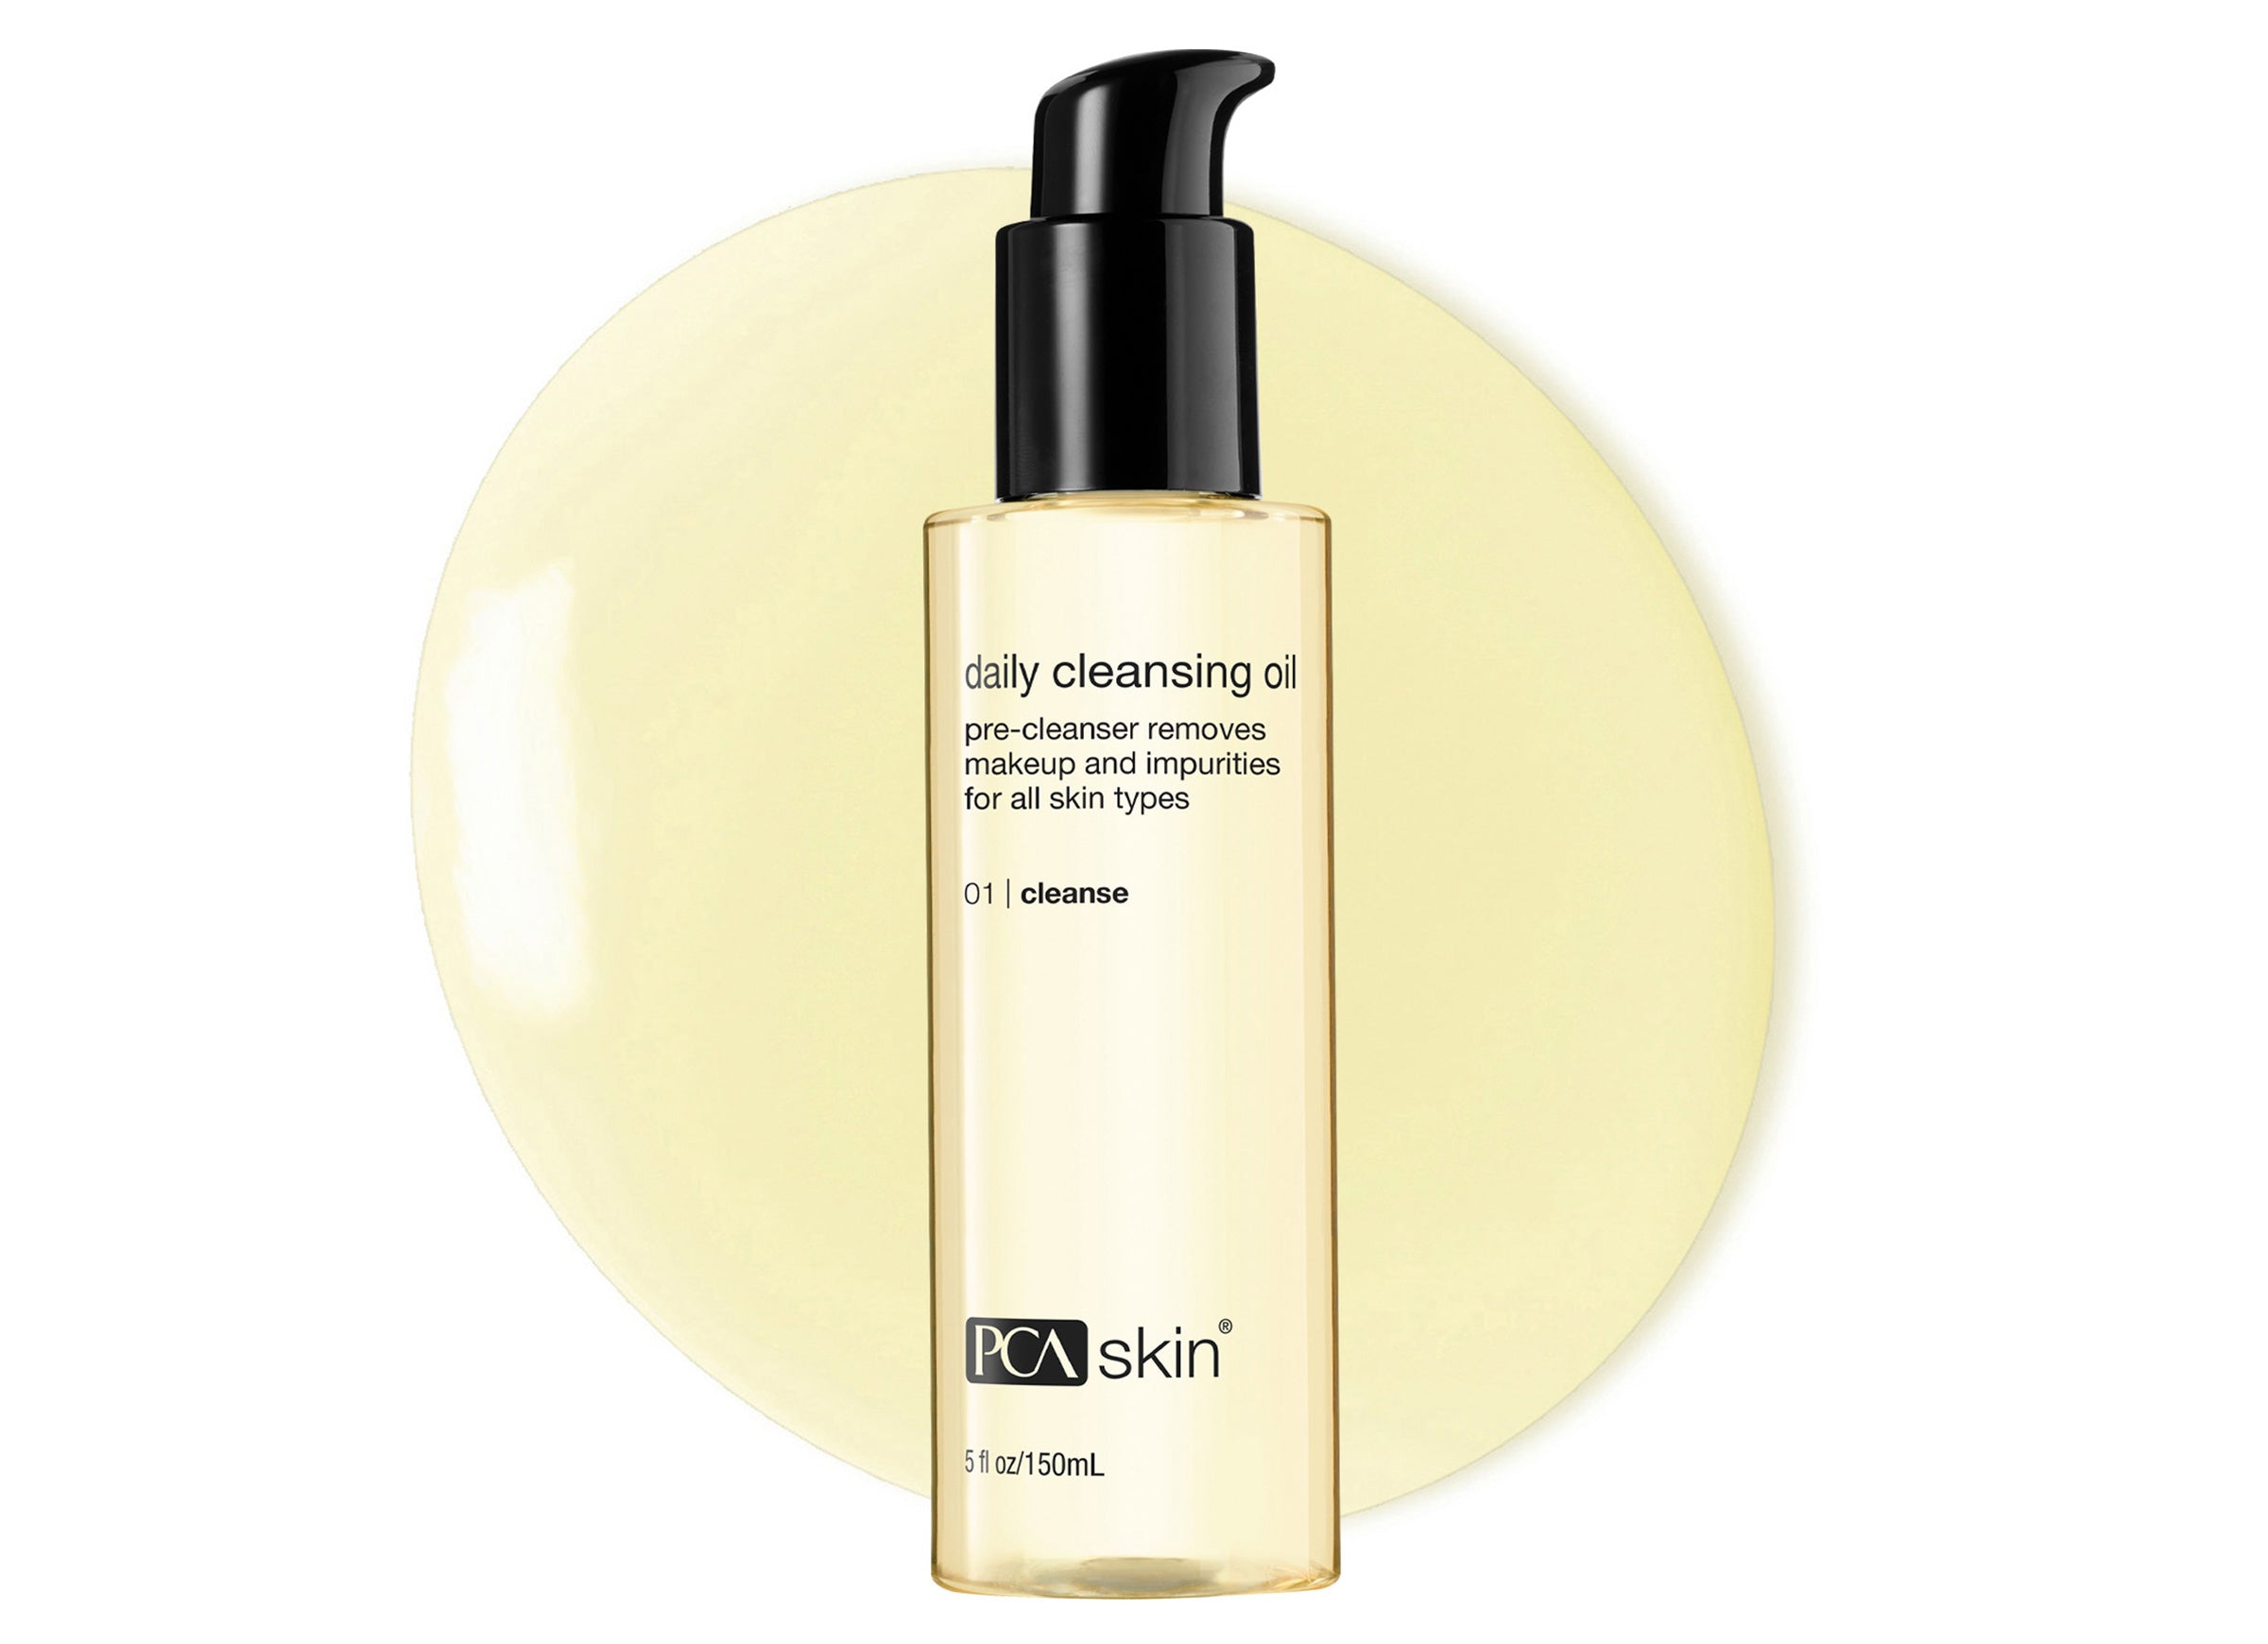 daily cleansing oil
pre-cleanser removes
makeup and impurities
for all skin types
01 | cleanse
PCA skin®
5 fl oz/150mL